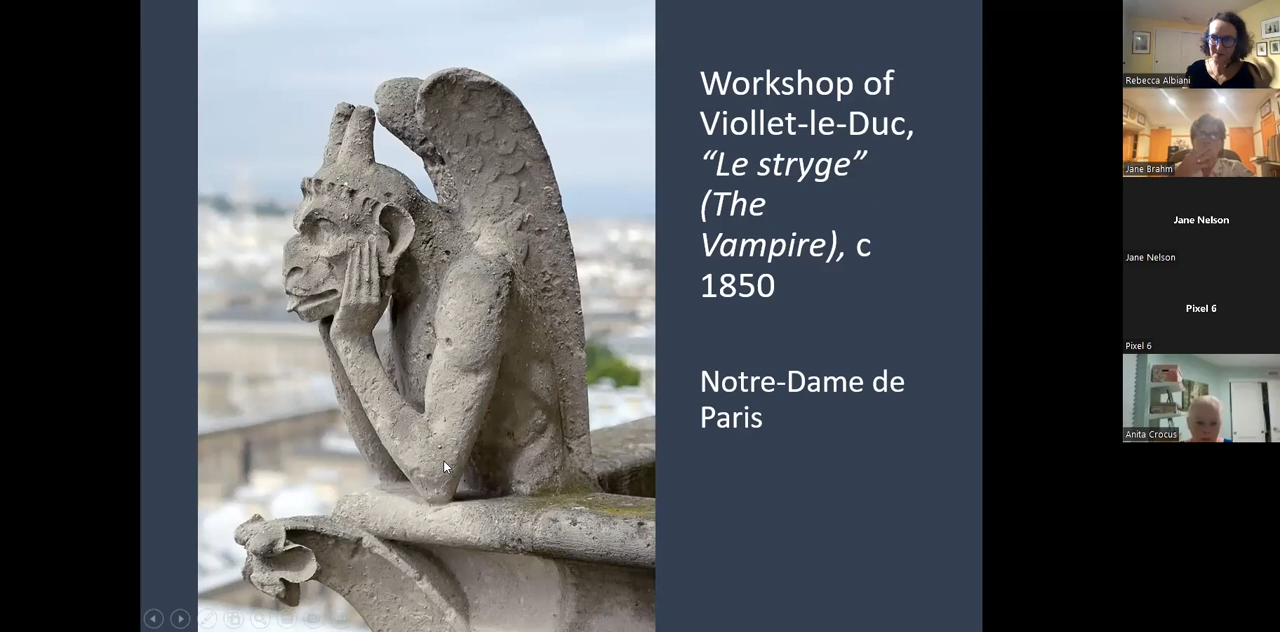 Workshop of
Viollet-le-Duc,
“Le stryge”
(The
Vampire), c
1850
Notre-Dame de
Paris
Rebecca Albiani
Jane Brahm
Jane Nelson
Jane Nelson
Pixel 6
Pixel 6
Anita Crocus